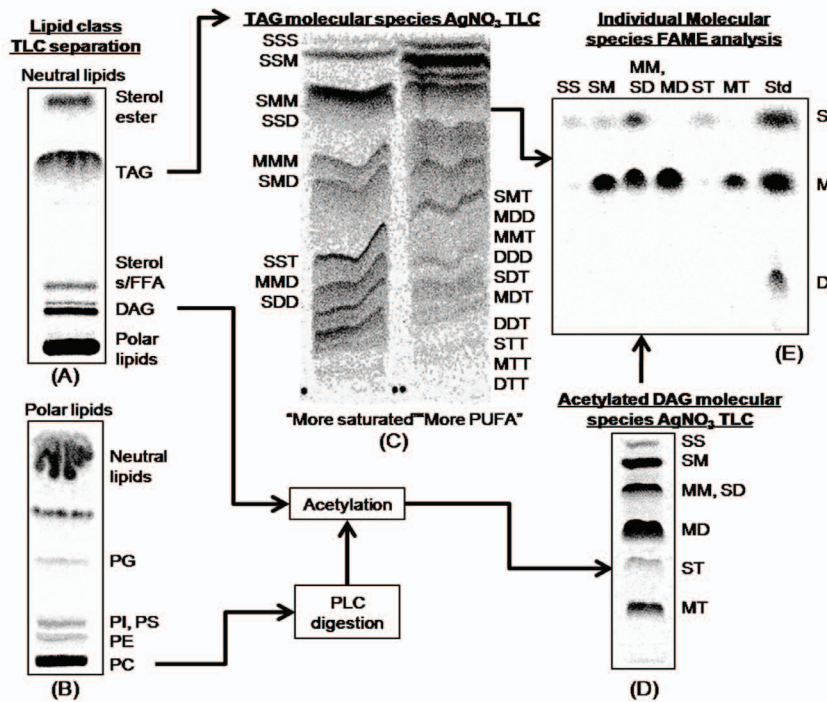 Lipid class
TLC separation
Neutral lipids
Sterol
ester
TAG
Sterol
s/FFA
DAG
Polar
lipids
(A)
Polar lipids
Neutral
lipids
PG
PI, PS
PE
PC
(B)
TAG molecular species AgNO₃ TLC
SSS
SSM
SMM
SSD
MMM
SMD
SST
MMD
SDD
SMT
MDD
MMT
DDD
SDT
MDT
DDT
STT
MTT
DTT
“More saturated”“More PUFA”
(C)
Acetylation
PLC
digestion
Individual Molecular
species FAME analysis
MM,
SS SM SD MD ST MT Std
S
M
D
(E)
Acetylated DAG molecular
species AgNO₃ TLC
SS
SM
MM, SD
MD
ST
MT
(D)